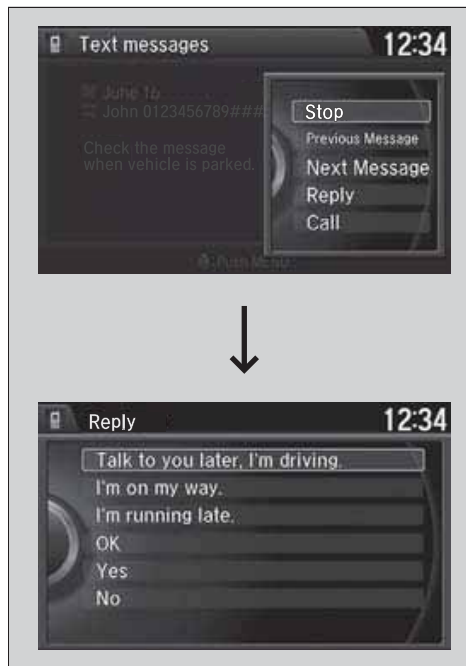 Text messages
12:34
June 16
John 0123456789###
Check the message
when vehicle is parked.
Stop
Previous Message
Next Message
Reply
Call
Push Menu
Reply
12:34
Talk to you later, I'm driving.
I'm on my way.
I'm running late.
OK
Yes
No